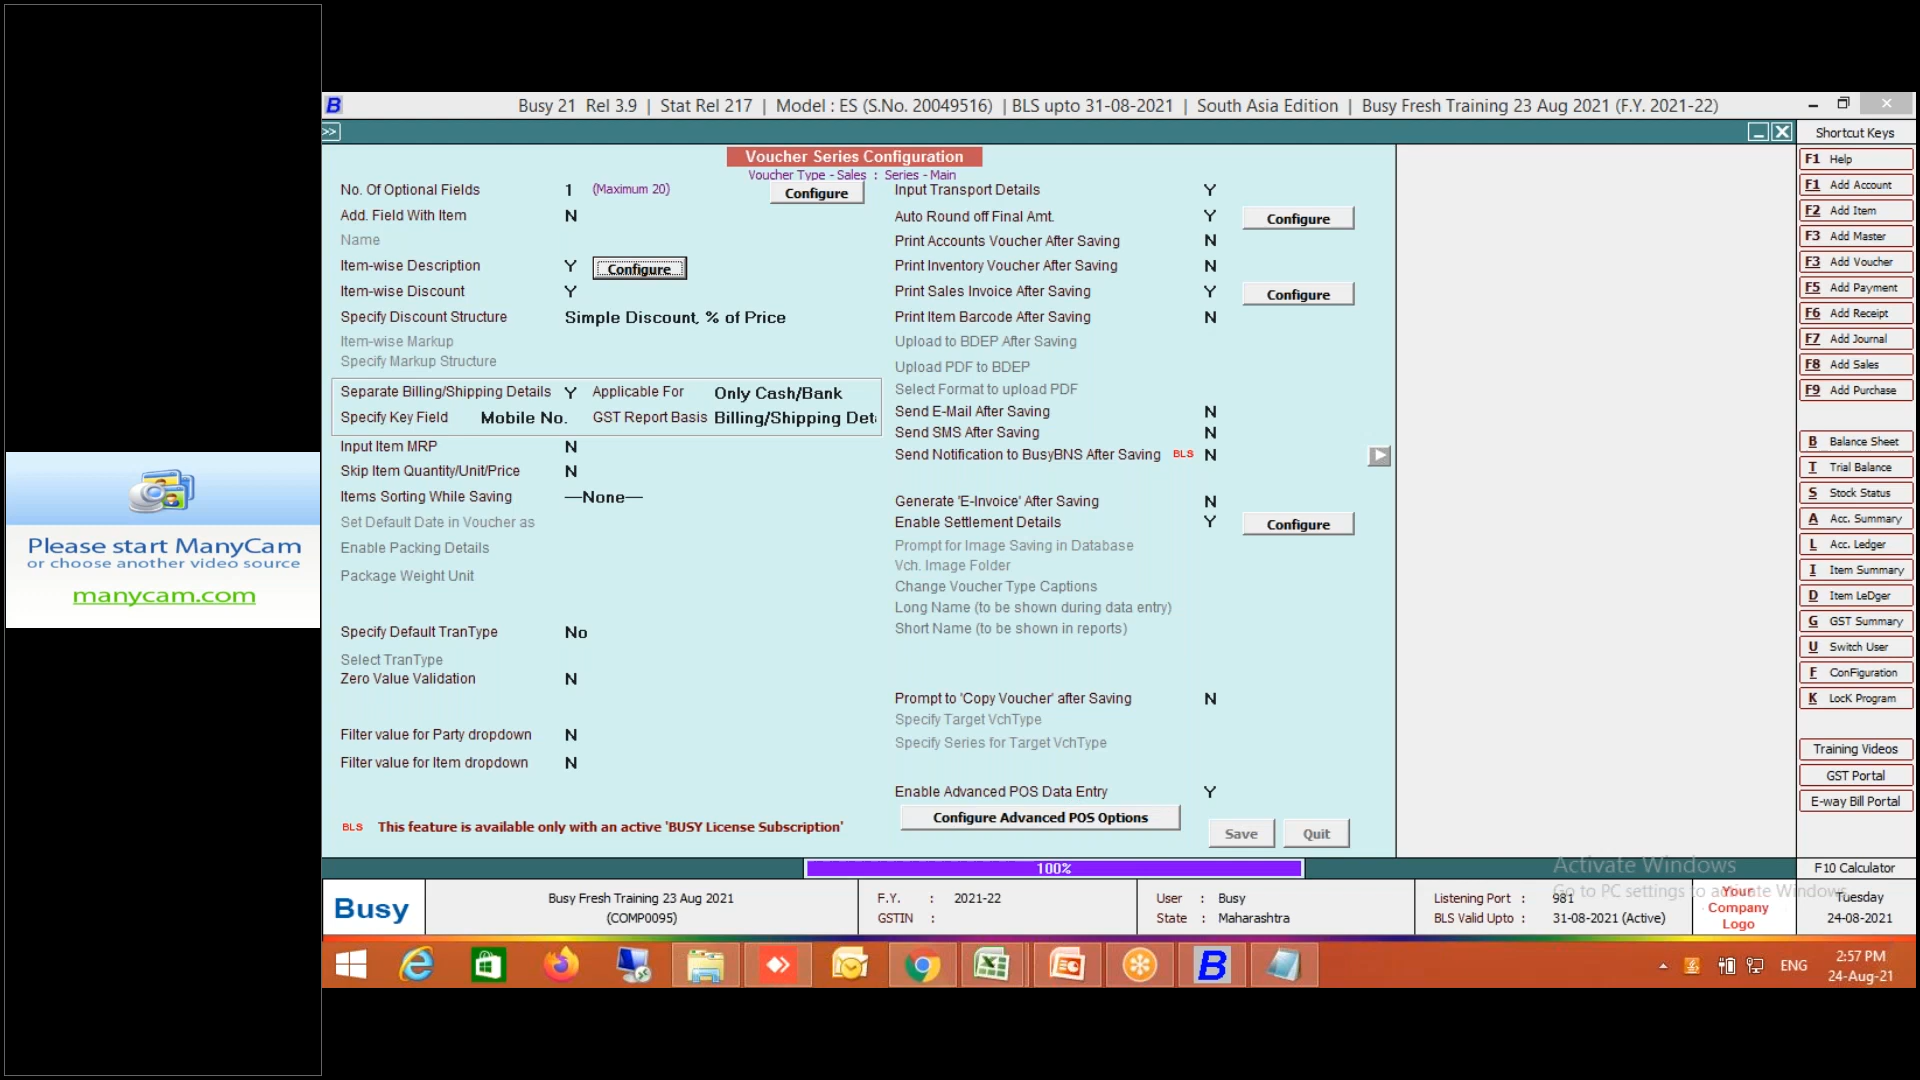 B Busy 21 Rel 3.9 | Stat Rel 217 | Model : ES (S.No. 20049516) | BLS upto 31-08-2021 | South Asia Edition | Busy Fresh Training 23 Aug 2021 (F.Y. 2021-22)
>>
Voucher Series Configuration
Voucher Type - Sales : Series - Main
No. Of Optional Fields 1 (Maximum 20) Configure
Add. Field With Item N
Name
Item-wise Description Y Configure
Item-wise Discount Y
Specify Discount Structure Simple Discount, % of Price
Item-wise Markup
Specify Markup Structure
Separate Billing/Shipping Details Y Applicable For Only Cash/Bank
Specify Key Field Mobile No. GST Report Basis Billing/Shipping Det
Input Item MRP N
Skip Item Quantity/Unit/Price N
Items Sorting While Saving —None—
Set Default Date in Voucher as
Enable Packing Details
Package Weight Unit
Specify Default TranType No
Select TranType
Zero Value Validation N
Filter value for Party dropdown N
Filter value for Item dropdown N
BLS This feature is available only with an active 'BUSY License Subscription'
Input Transport Details Y
Auto Round off Final Amt. Y Configure
Print Accounts Voucher After Saving N
Print Inventory Voucher After Saving N
Print Sales Invoice After Saving Y Configure
Print Item Barcode After Saving N
Upload to BDEP After Saving
Upload PDF to BDEP
Select Format to upload PDF
Send E-Mail After Saving N
Send SMS After Saving N
Send Notification to BusyBNS After Saving BLS N
Generate 'E-Invoice' After Saving N
Enable Settlement Details Y Configure
Prompt for Image Saving in Database
Vch. Image Folder
Change Voucher Type Captions
Long Name (to be shown during data entry)
Short Name (to be shown in reports)
Prompt to 'Copy Voucher' after Saving N
Specify Target VchType
Specify Series for Target VchType
Enable Advanced POS Data Entry Y
Configure Advanced POS Options
Save Quit
Shortcut Keys
F1 Help
F1 Add Account
F2 Add Item
F3 Add Master
F3 Add Voucher
F5 Add Payment
F6 Add Receipt
F7 Add Journal
F8 Add Sales
F9 Add Purchase
B Balance Sheet
T Trial Balance
S Stock Status
A Acc. Summary
L Acc. Ledger
I Item Summary
D Item LeDger
G GST Summary
U Switch User
F ConFiguration
K LocK Program
Training Videos
GST Portal
E-way Bill Portal
F10 Calculator
Please start ManyCam
or choose another video source
manycam.com
100%
Activate Windows
Go to PC settings to activate Windows.
Busy
Busy Fresh Training 23 Aug 2021
(COMP0095)
F.Y. : 2021-22
GSTIN :
User : Busy
State : Maharashtra
Listening Port : 981
BLS Valid Upto : 31-08-2021 (Active)
Your
Company
Logo
Tuesday
24-08-2021
ENG
2:57 PM
24-Aug-21